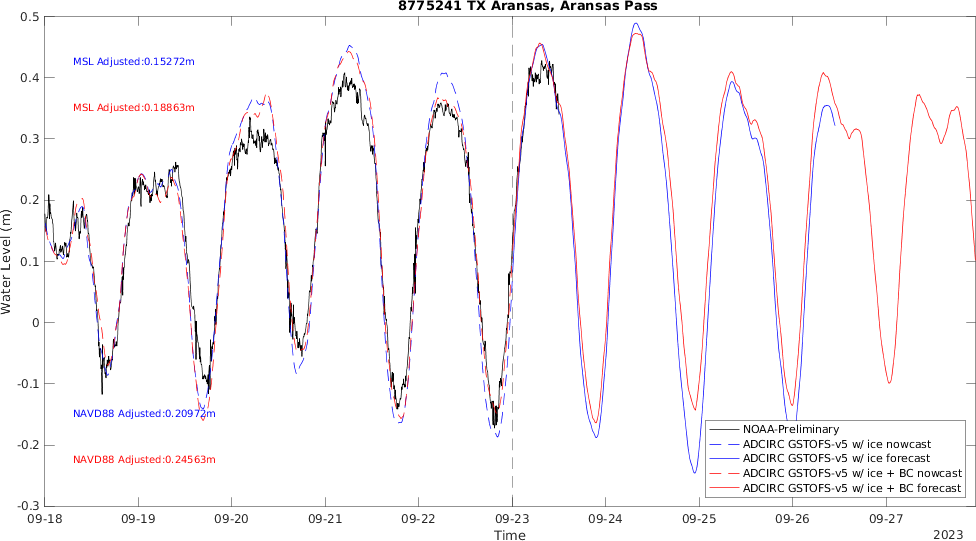 8775241 TX Aransas, Aransas Pass
0.5
0.4
0.3
0.2
0.1
0
-0.1
-0.2
-0.3
Water Level (m)
MSL Adjusted:0.15272m
MSL Adjusted:0.18863m
NAVD88 Adjusted:0.20972m
NAVD88 Adjusted:0.24563m
NOAA-Preliminary
ADCIRC GSTOFS-v5 w/ ice nowcast
ADCIRC GSTOFS-v5 w/ ice forecast
ADCIRC GSTOFS-v5 w/ ice + BC nowcast
ADCIRC GSTOFS-v5 w/ ice + BC forecast
09-18 09-19 09-20 09-21 09-22 09-23 09-24 09-25 09-26 09-27
Time
2023